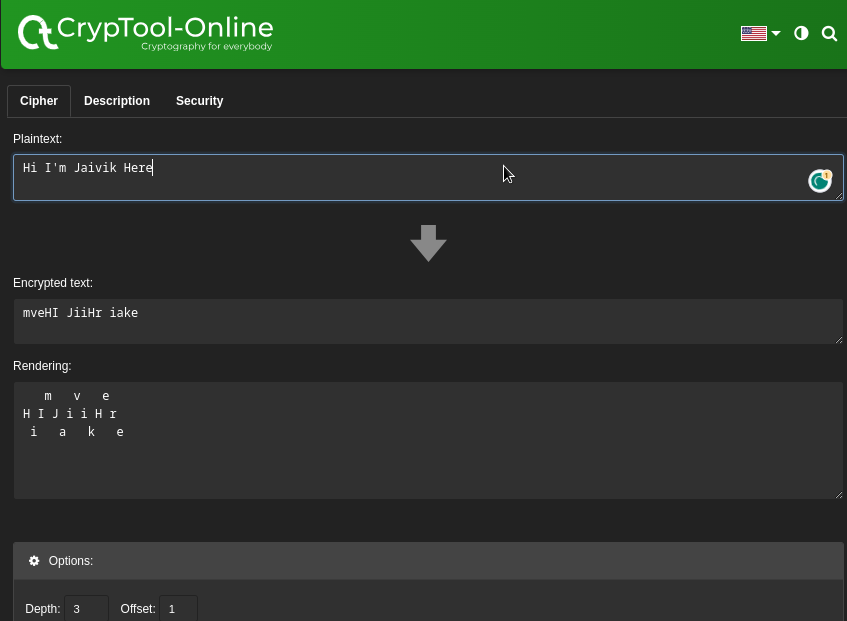 CrypTool-Online
Cryptography for everybody
Cipher Description Security
Plaintext:
Hi I'm Jaivik Here
1
Encrypted text:
mveHI JiiHr iake
Rendering:
m v e
H I J i i H r
i a k e
Options:
Depth: 3 Offset: 1